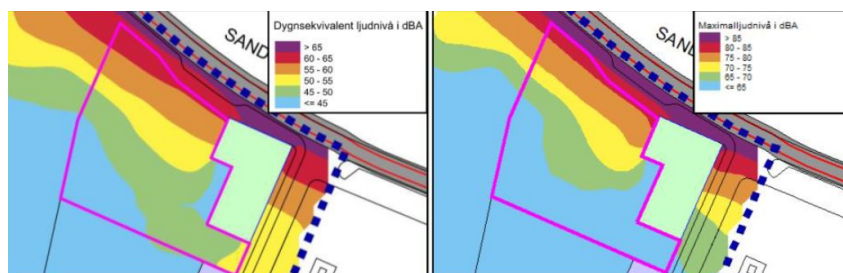 Dygnsekvivalent ljudnivå i dBA
> 65
60 - 65
55 - 60
50 - 55
45 - 50
<= 45
SAND
Maximalljudnivå i dBA
> 85
80 - 85
75 - 80
70 - 75
65 - 70
<= 65
SAND